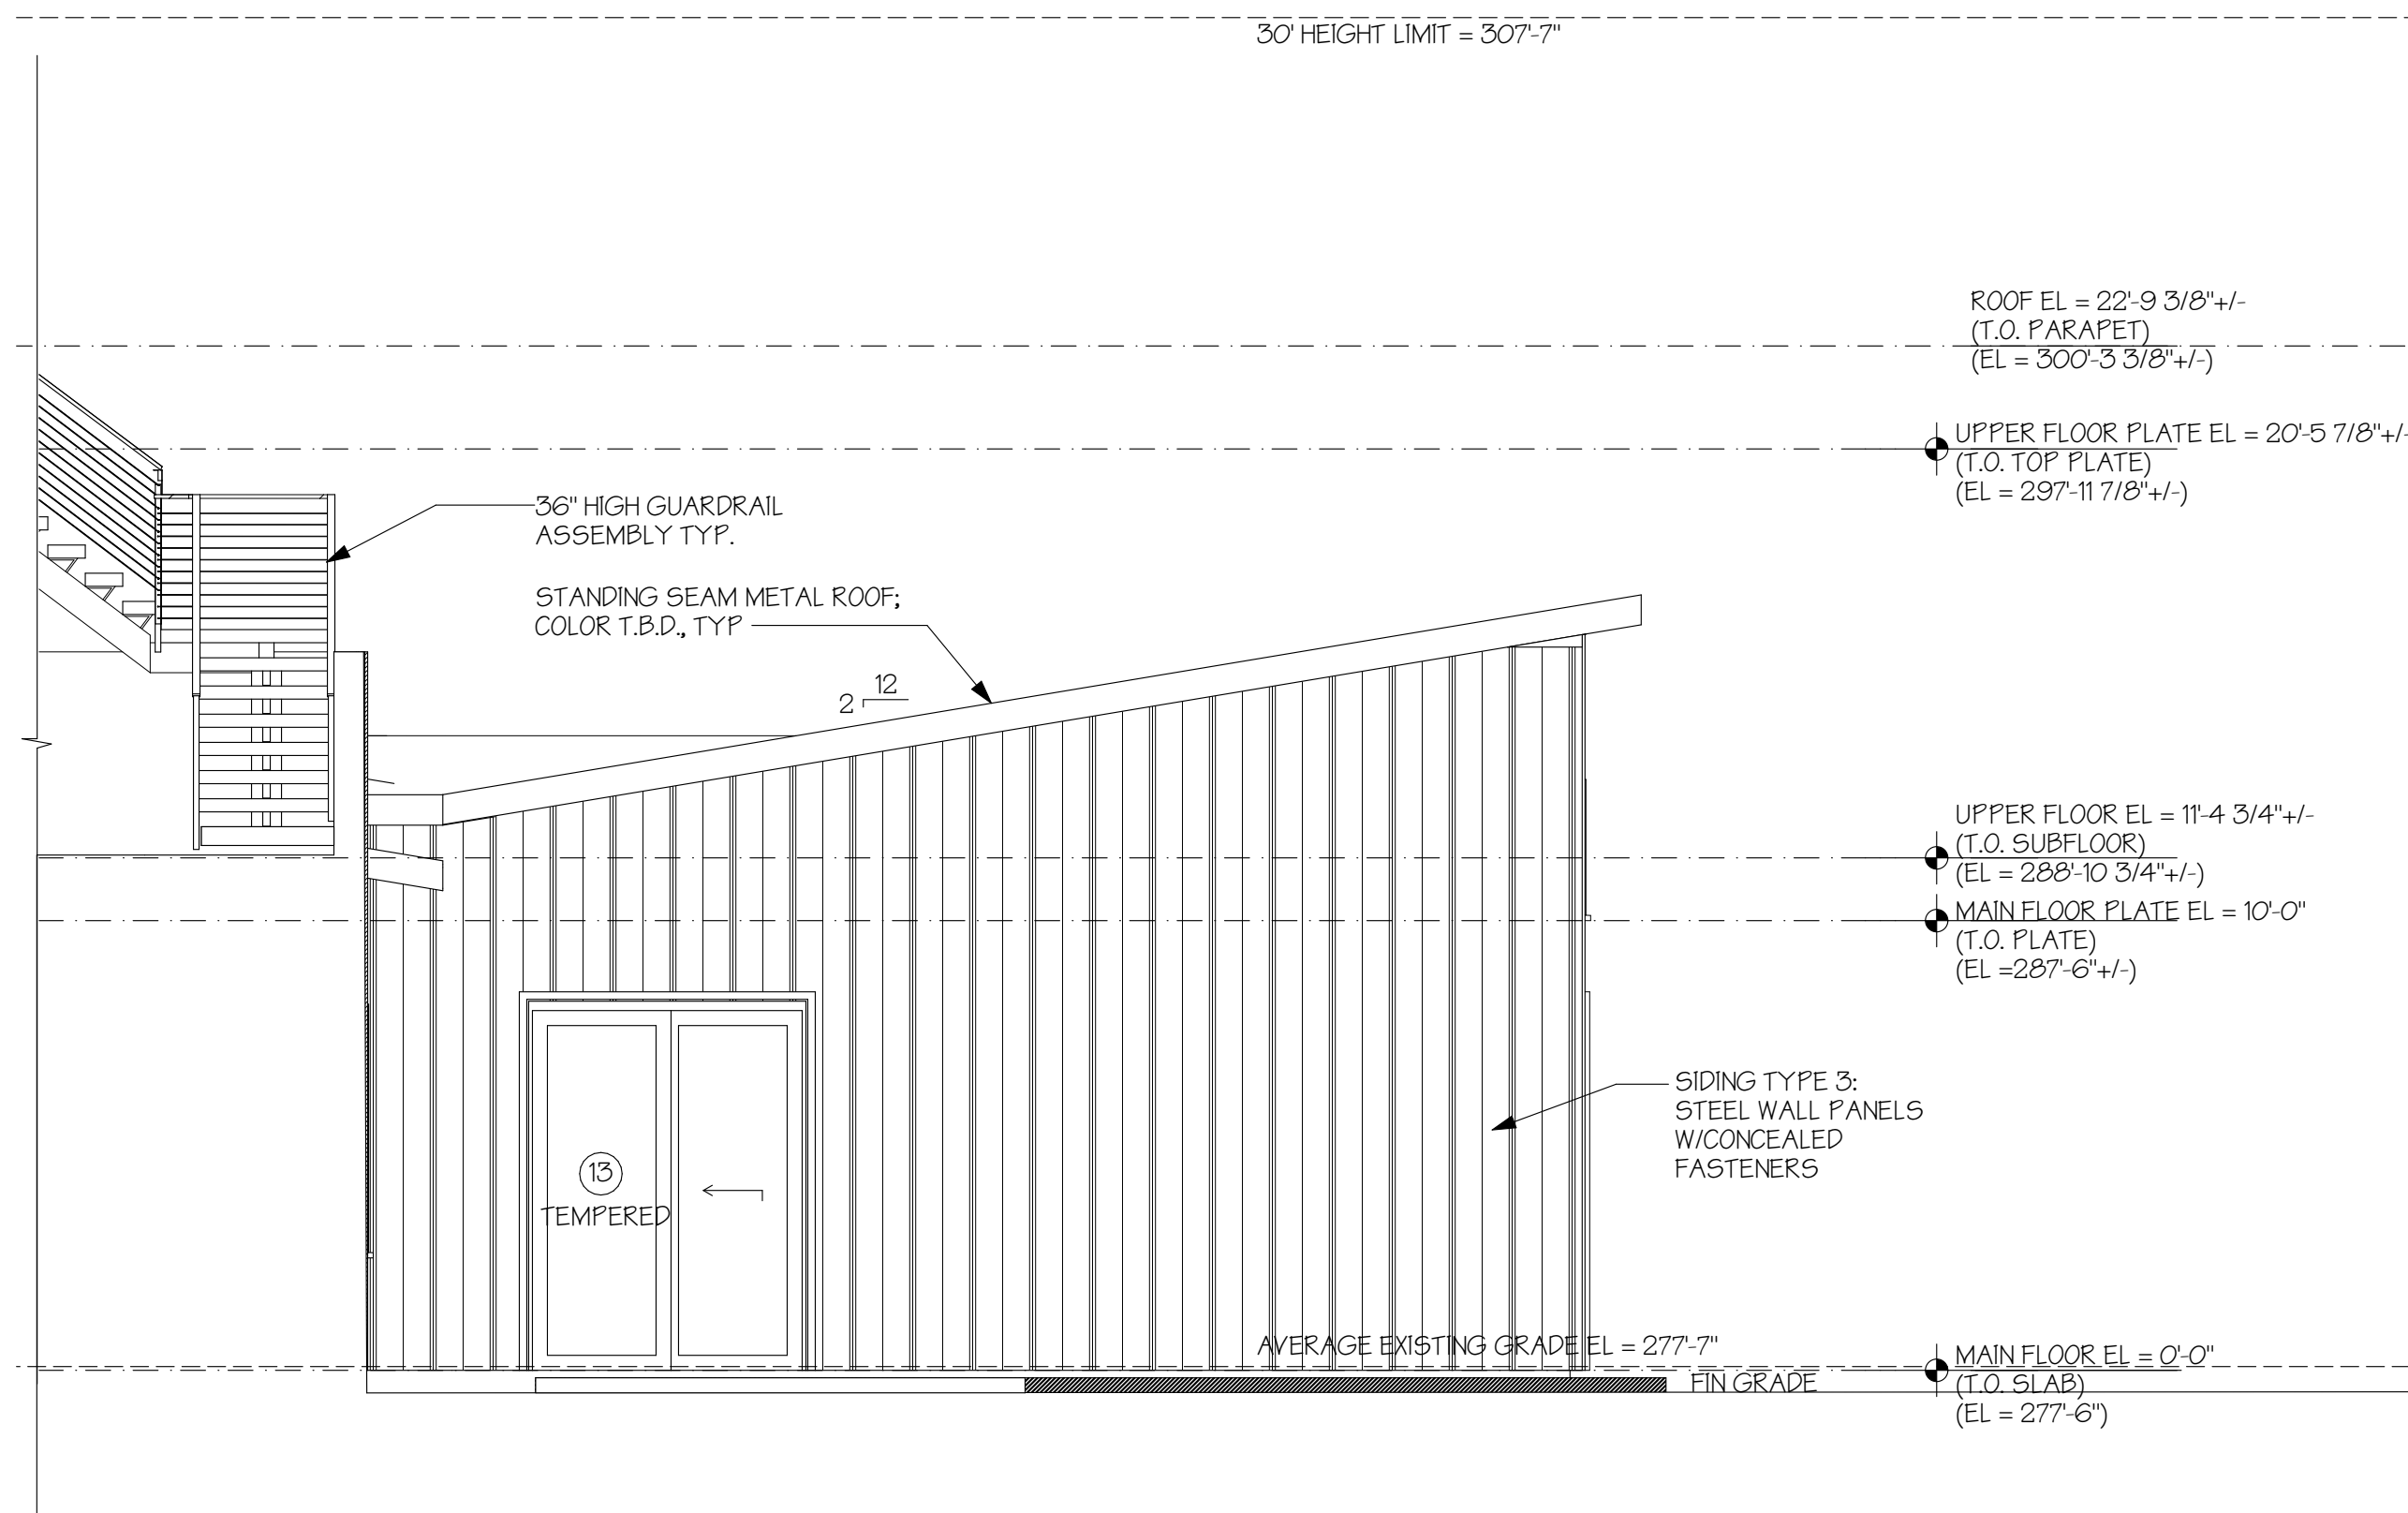 30' HEIGHT LIMIT = 307'-7"
ROOF EL = 22'-9 3/8"+/-
(T.O. PARAPET)
(EL = 300'-3 3/8"+/-)
UPPER FLOOR PLATE EL = 20'-5 7/8"+/-
(T.O. TOP PLATE)
(EL = 297'-11 7/8"+/-)
36" HIGH GUARDRAIL
ASSEMBLY TYP.
STANDING SEAM METAL ROOF;
COLOR T.B.D., TYP
12
2
UPPER FLOOR EL = 11'-4 3/4"+/-
(T.O. SUBFLOOR)
(EL = 288'-10 3/4"+/-)
MAIN FLOOR PLATE EL = 10'-0"
(T.O. PLATE)
(EL =287'-6"+/-)
SIDING TYPE 3:
STEEL WALL PANELS
W/CONCEALED
FASTENERS
13
TEMPERED
AVERAGE EXISTING GRADE EL = 277'-7"
FIN GRADE
MAIN FLOOR EL = 0'-0"
(T.O. SLAB)
(EL = 277'-6")